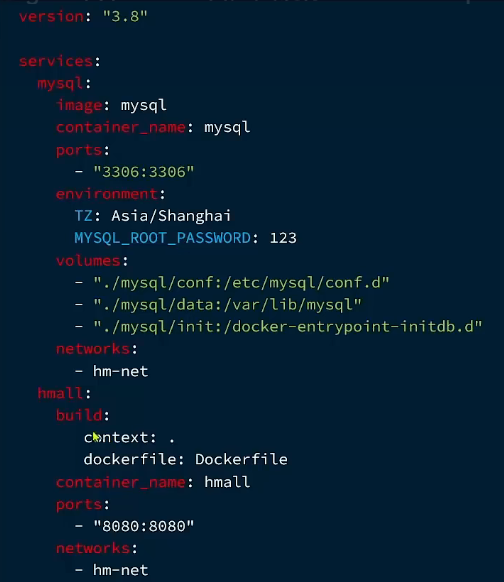 version: "3.8"
services:
  mysql:
    image: mysql
    container_name: mysql
    ports:
      - "3306:3306"
    environment:
      TZ: Asia/Shanghai
      MYSQL_ROOT_PASSWORD: 123
    volumes:
      - "./mysql/conf:/etc/mysql/conf.d"
      - "./mysql/data:/var/lib/mysql"
      - "./mysql/init:/docker-entrypoint-initdb.d"
    networks:
      - hm-net
  hmall:
    build:
       context: .
       dockerfile: Dockerfile
    container_name: hmall
    ports:
      - "8080:8080"
    networks:
      - hm-net